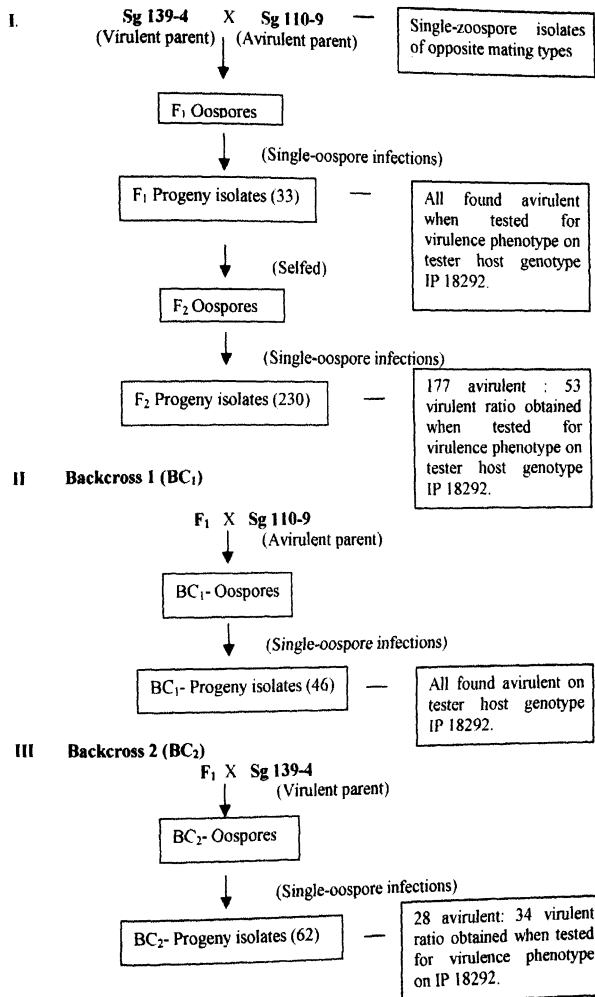 I.
Sg 139-4 X Sg 110-9 —
(Virulent parent) (Avirulent parent)
Single-zoospore isolates
of opposite mating types
F₁ Oospores
(Single-oospore infections)
F₁ Progeny isolates (33) —
All found avirulent
when tested for
virulence phenotype on
tester host genotype
IP 18292.
(Selfed)
F₂ Oospores
(Single-oospore infections)
F₂ Progeny isolates (230) —
177 avirulent : 53
virulent ratio obtained
when tested for
virulence phenotype on
tester host genotype
IP 18292.
II Backcross 1 (BC₁)
F₁ X Sg 110-9
(Avirulent parent)
BC₁- Oospores
(Single-oospore infections)
BC₁- Progeny isolates (46) —
All found avirulent on
tester host genotype
IP 18292.
III Backcross 2 (BC₂)
F₁ X Sg 139-4
(Virulent parent)
BC₂- Oospores
(Single-oospore infections)
BC₂- Progeny isolates (62) —
28 avirulent: 34 virulent
ratio obtained when tested
for virulence phenotype
on IP 18292.